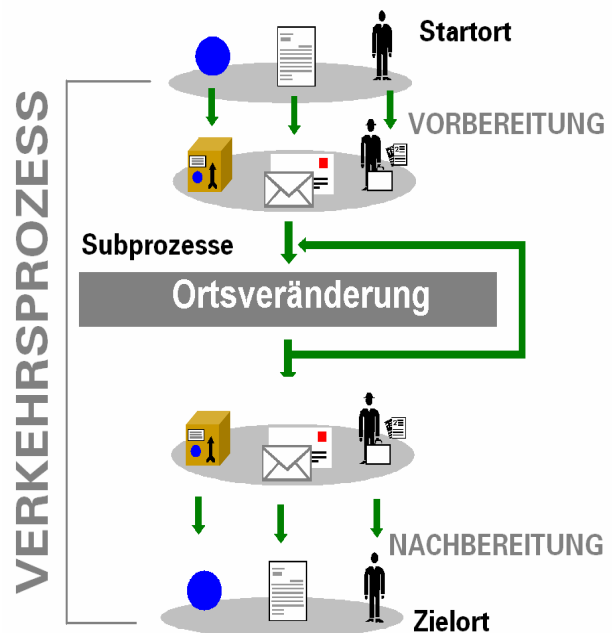 VERKEHRSPROZESS
Startort
VORBEREITUNG
Subprozesse
Ortsveränderung
NACHBEREITUNG
Zielort